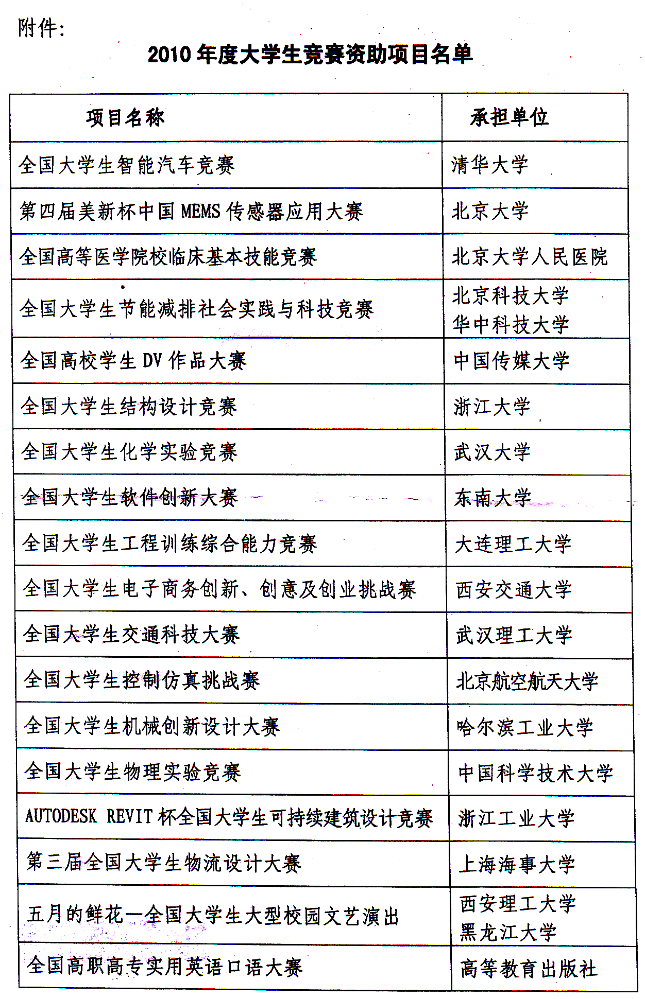 附件:
2010年度大学生竞赛资助项目名单
项目名称 承担单位
全国大学生智能汽车竞赛 清华大学
第四届美新杯中国MEMS传感器应用大赛 北京大学
全国高等医学院校临床基本技能竞赛 北京大学人民医院
全国大学生节能减排社会实践与科技竞赛 北京科技大学
华中科技大学
全国高校学生DV作品大赛 中国传媒大学
全国大学生结构设计竞赛 浙江大学
全国大学生化学实验竞赛 武汉大学
全国大学生软件创新大赛 东南大学
全国大学生工程训练综合能力竞赛 大连理工大学
全国大学生电子商务创新、创意及创业挑战赛 西安交通大学
全国大学生交通科技大赛 武汉理工大学
全国大学生控制仿真挑战赛 北京航空航天大学
全国大学生机械创新设计大赛 哈尔滨工业大学
全国大学生物理实验竞赛 中国科学技术大学
AUTODESK REVIT杯全国大学生可持续建筑设计竞赛 浙江工业大学
第三届全国大学生物流设计大赛 上海海事大学
五月的鲜花—全国大学生大型校园文艺演出 西安理工大学
黑龙江大学
全国高职高专实用英语口语大赛 高等教育出版社